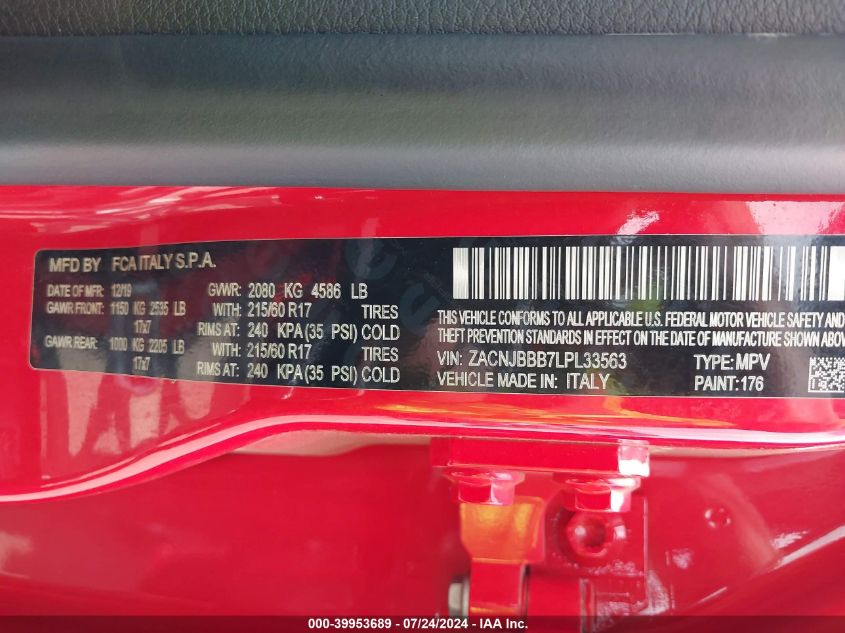 MFD BY FCA ITALY S.P.A.
DATE OF MFR: 12/19 GVWR: 2080 KG 4586 LB
GAWR FRONT: 1150 KG 2535 LB WITH: 215/60 R17 TIRES
17x7 RIMS AT: 240 KPA(35 PSI) COLD
GAWR REAR: 1000 KG 2205 LB WITH: 215/60 R17 TIRES
17x7 RIMS AT: 240 KPA(35 PSI) COLD
THIS VEHICLE CONFORMS TO ALL APPLICABLE U.S. FEDERAL MOTOR VEHICLE SAFETY AND
THEFT PREVENTION STANDARDS IN EFFECT ON THE DATE OF MANUFACTURE SHOWN ABOVE
VIN: ZACNJBBB7LPL33563 TYPE: MPV
VEHICLE MADE IN: ITALY PAINT: 176
000-39953689 - 07/24/2024 - IAA Inc.